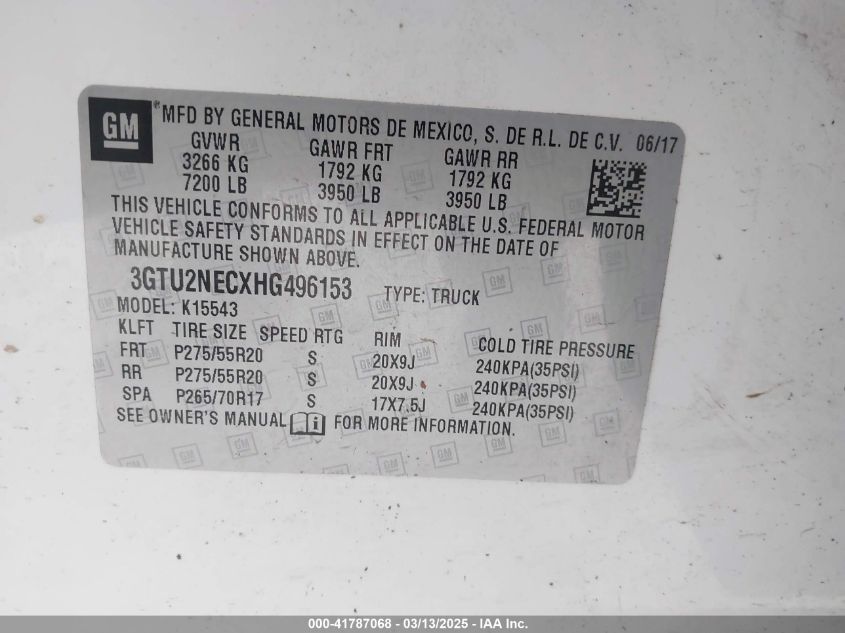 GM
MFD BY GENERAL MOTORS DE MEXICO, S. DE R.L. DE C.V. 06/17
GVWR GAWR FRT GAWR RR
3266 KG 1792 KG 1792 KG
7200 LB 3950 LB 3950 LB
THIS VEHICLE CONFORMS TO ALL APPLICABLE U.S. FEDERAL MOTOR
VEHICLE SAFETY STANDARDS IN EFFECT ON THE DATE OF
MANUFACTURE SHOWN ABOVE.
3GTU2NECXHG496153 TYPE: TRUCK
MODEL: K15543
KLFT TIRE SIZE SPEED RTG RIM COLD TIRE PRESSURE
FRT P275/55R20 S 20X9J 240KPA(35PSI)
RR P275/55R20 S 20X9J 240KPA(35PSI)
SPA P265/70R17 S 17X7.5J 240KPA(35PSI)
SEE OWNER'S MANUAL i FOR MORE INFORMATION.
000-41787068 - 03/13/2025 - IAA Inc.